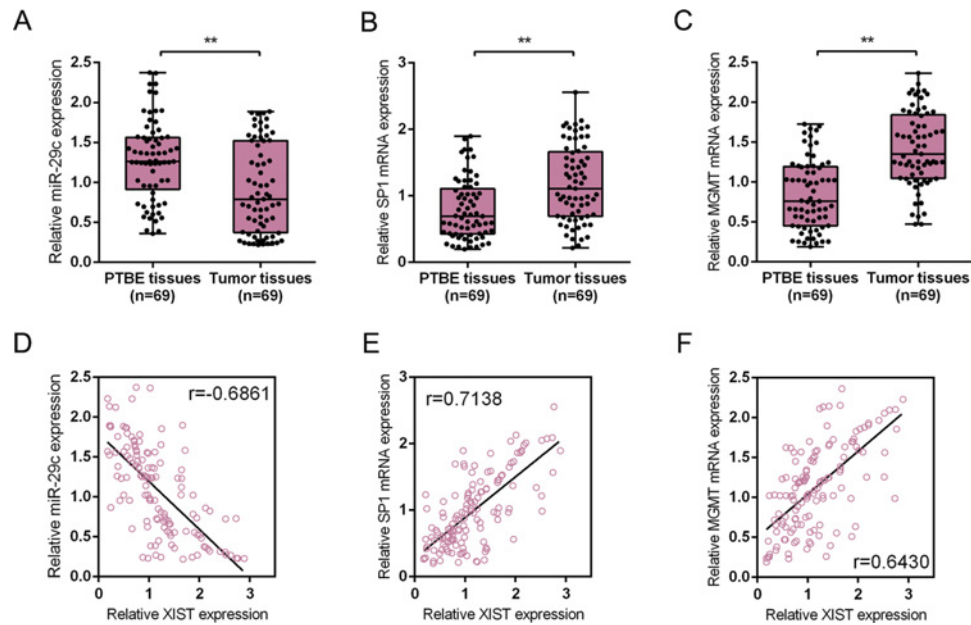 A
**
Relative miR-29c expression
2.5
2.0
1.5
1.0
0.5
0.0
PTBE tissues
(n=69)
Tumor tissues
(n=69)
B
**
Relative SP1 mRNA expression
3
2
1
0
PTBE tissues
(n=69)
Tumor tissues
(n=69)
C
**
Relative MGMT mRNA expression
2.5
2.0
1.5
1.0
0.5
0.0
PTBE tissues
(n=69)
Tumor tissues
(n=69)
D
r=-0.6861
Relative miR-29c expression
2.5
2.0
1.5
1.0
0.5
0.0
0 1 2 3
Relative XIST expression
E
r=0.7138
Relative SP1 mRNA expression
3
2
1
0
0 1 2 3
Relative XIST expression
F
Relative MGMT mRNA expression
2.5
2.0
1.5
1.0
0.5
0.0
r=0.6430
0 1 2 3
Relative XIST expression